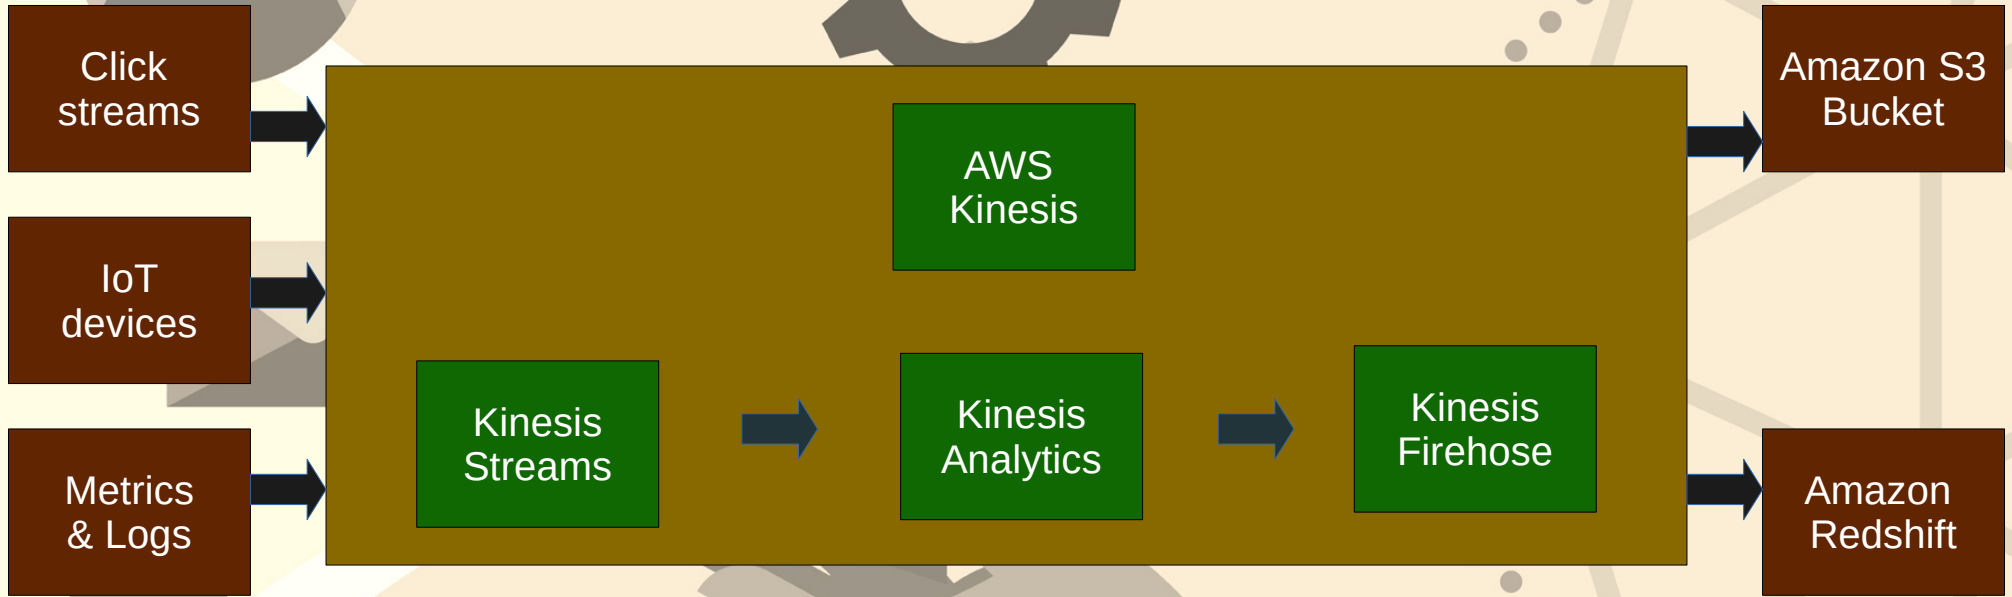 Click
streams
IoT
devices
Metrics
& Logs
AWS
Kinesis
Kinesis
Streams
Kinesis
Analytics
Kinesis
Firehose
Amazon S3
Bucket
Amazon
Redshift